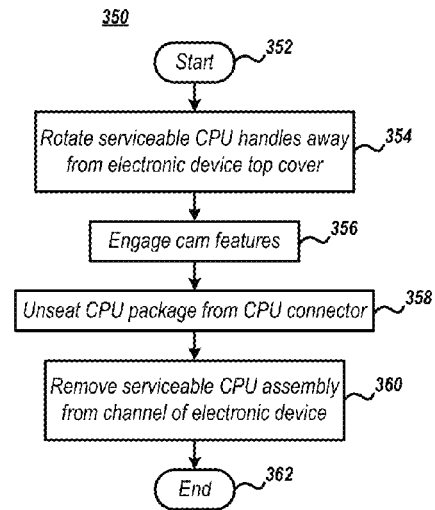 350
Start
352
Rotate serviceable CPU handles away
from electronic device top cover
354
Engage cam features
356
Unseat CPU package from CPU connector
358
Remove serviceable CPU assembly
from channel of electronic device
360
End
362